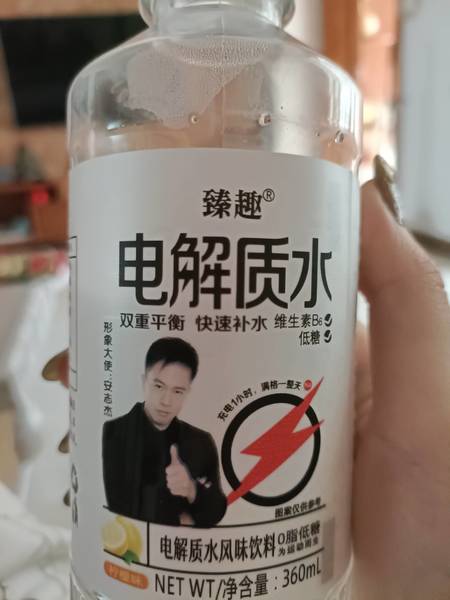 臻趣®
电解质水
双重平衡 快速补水 维生素B6
低糖
形象大使：安志杰
充电1小时，满格一整天
图案仅供参考
电解质水风味饮料
0脂低糖
为运动而生
柠檬味
NET WT/净含量：360mL